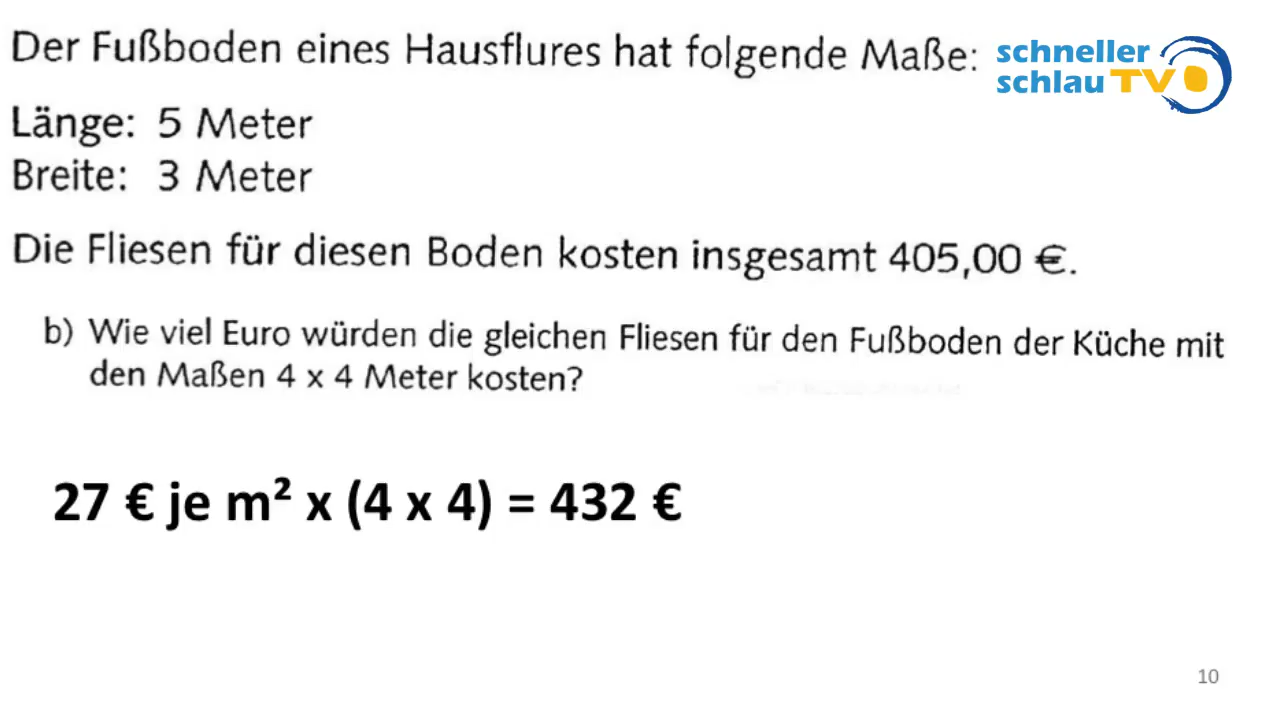 Der Fußboden eines Hausflures hat folgende Maße:
schneller
schlau TV
Länge: 5 Meter
Breite: 3 Meter
Die Fliesen für diesen Boden kosten insgesamt 405,00 €.
b) Wie viel Euro würden die gleichen Fliesen für den Fußboden der Küche mit
den Maßen 4 x 4 Meter kosten?
27 € je m² x (4 x 4) = 432 €
10